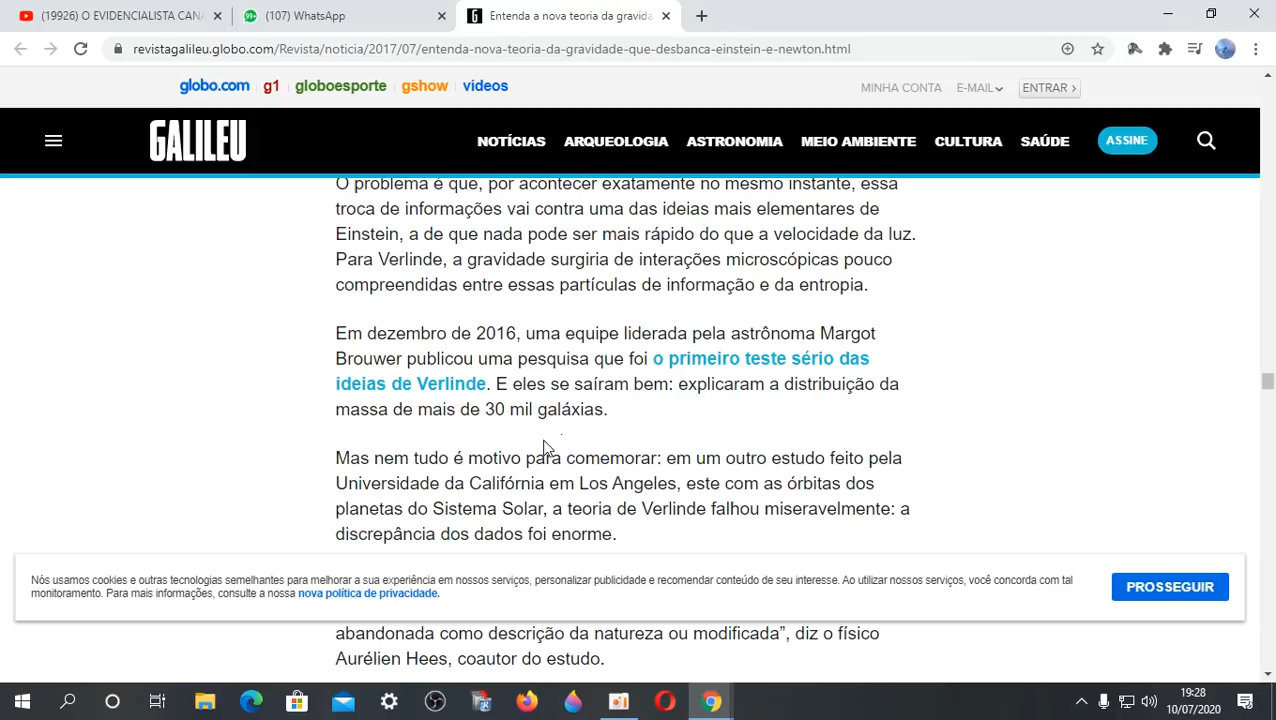 (19926) O EVIDENCIALISTA CANA
99+ (107) WhatsApp
Entenda a nova teoria da gravida
revistagalileu.globo.com/Revista/noticia/2017/07/entenda-nova-teoria-da-gravidade-que-desbanca-einstein-e-newton.html
globo.com g1 globoesporte gshow videos MINHA CONTA E-MAIL ENTRAR
GALILEU NOTÍCIAS ARQUEOLOGIA ASTRONOMIA MEIO AMBIENTE CULTURA SAÚDE ASSINE
O problema é que, por acontecer exatamente no mesmo instante, essa
troca de informações vai contra uma das ideias mais elementares de
Einstein, a de que nada pode ser mais rápido do que a velocidade da luz.
Para Verlinde, a gravidade surgiria de interações microscópicas pouco
compreendidas entre essas partículas de informação e da entropia.
Em dezembro de 2016, uma equipe liderada pela astrônoma Margot
Brouwer publicou uma pesquisa que foi o primeiro teste sério das
ideias de Verlinde. E eles se saíram bem: explicaram a distribuição da
massa de mais de 30 mil galáxias.
Mas nem tudo é motivo para comemorar: em um outro estudo feito pela
Universidade da Califórnia em Los Angeles, este com as órbitas dos
planetas do Sistema Solar, a teoria de Verlinde falhou miseravelmente: a
discrepância dos dados foi enorme.
Nós usamos cookies e outras tecnologias semelhantes para melhorar a sua experiência em nossos serviços, personalizar publicidade e recomendar conteúdo de seu interesse. Ao utilizar nossos serviços, você concorda com tal
monitoramento. Para mais informações, consulte a nossa nova política de privacidade.
PROSSEGUIR
abandonada como descrição da natureza ou modificada”, diz o físico
Aurélien Hees, coautor do estudo.
19:28
10/07/2020